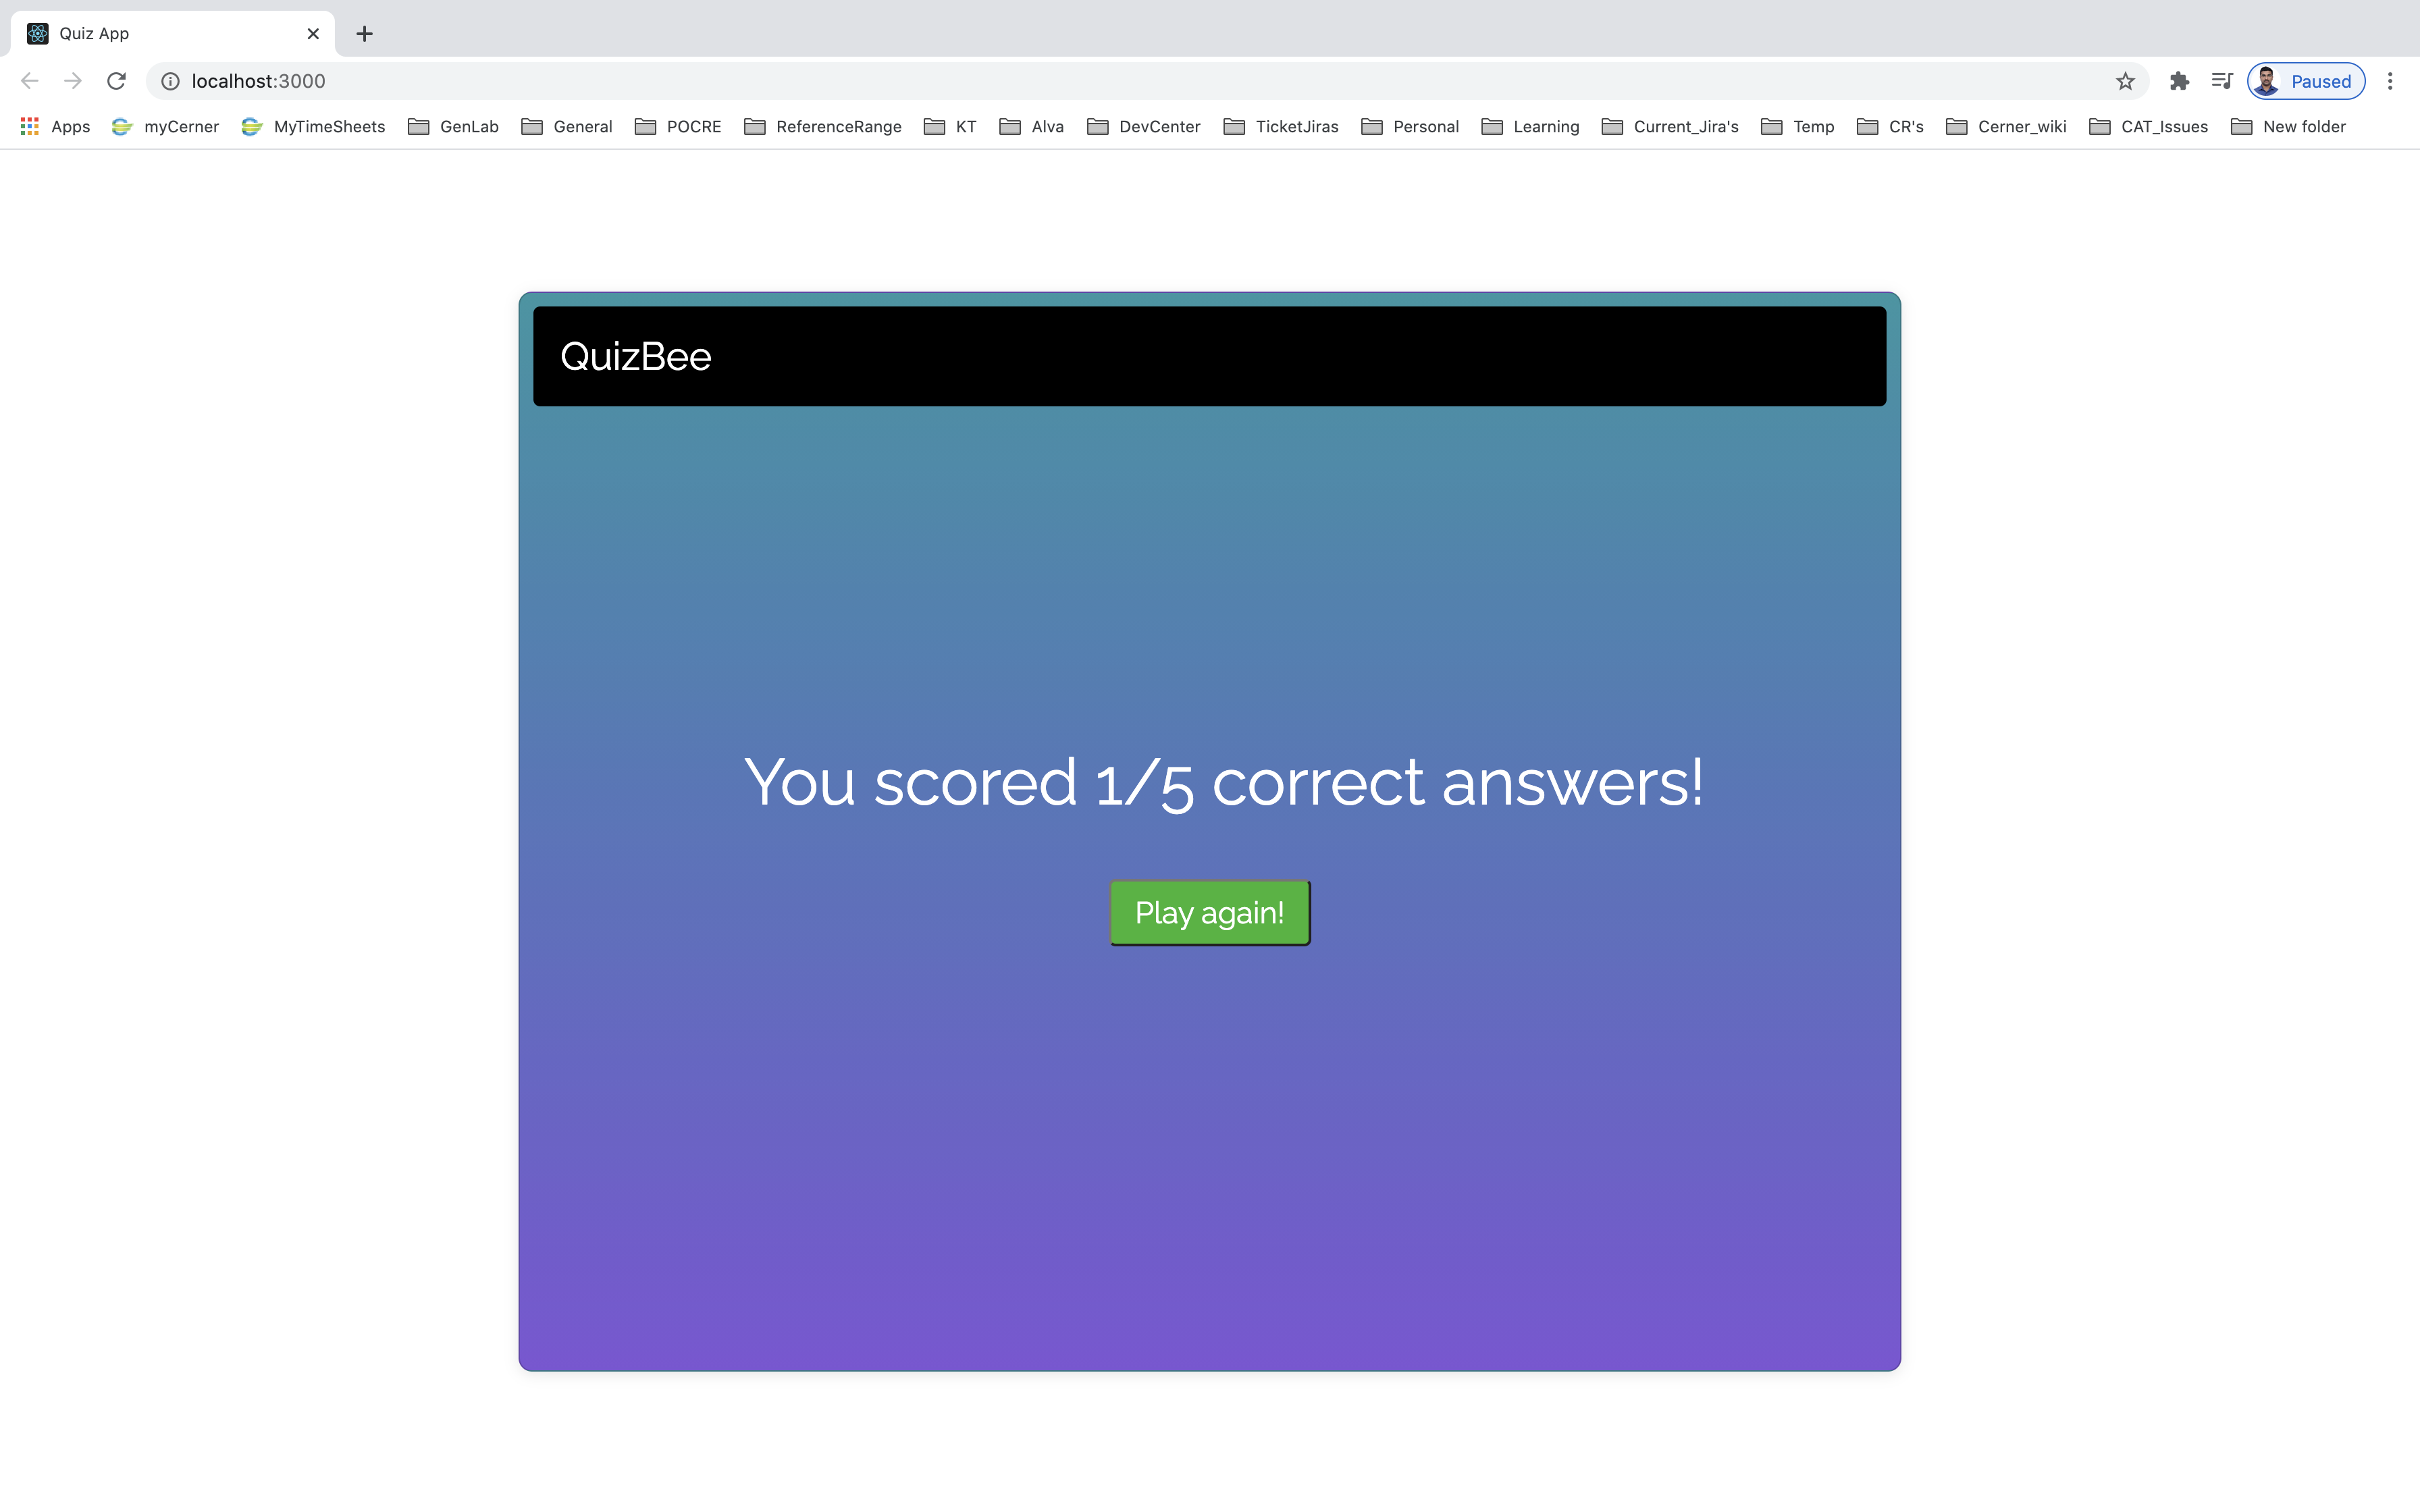 Quiz App
localhost:3000
Paused
Apps myCerner MyTimeSheets GenLab General POCRE ReferenceRange KT Alva DevCenter TicketJiras Personal Learning Current_Jira's Temp CR's Cerner_wiki CAT_Issues New folder
QuizBee
You scored 1/5 correct answers!
Play again!